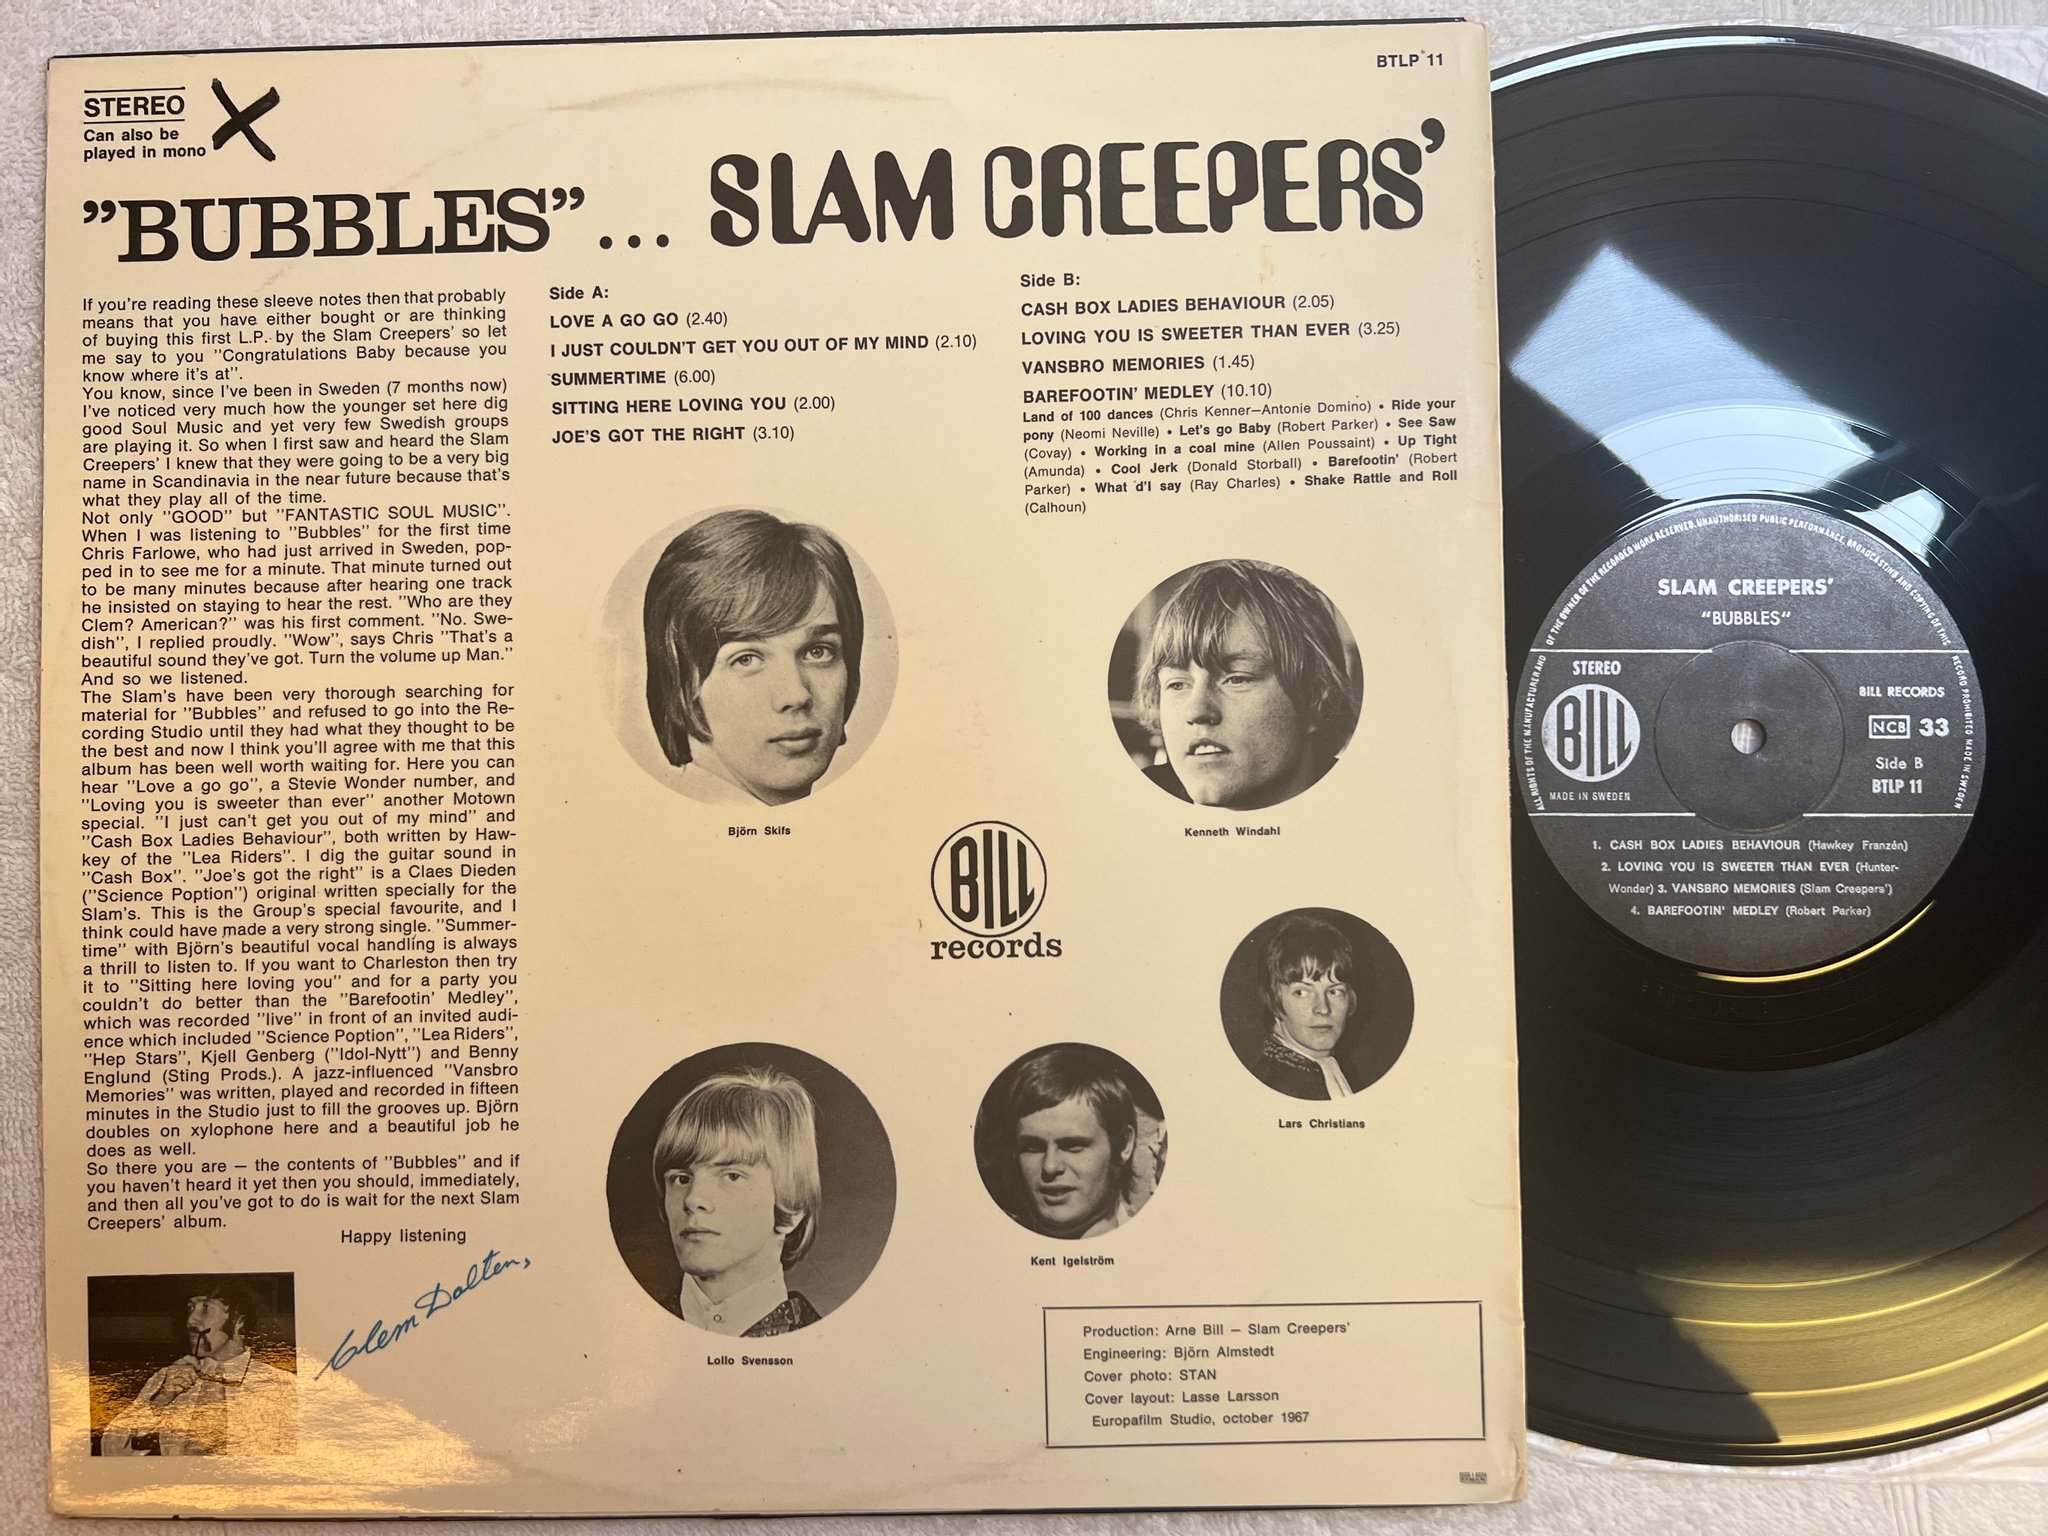 BTLP 11
STEREO
Can also be
played in mono
X
"BUBBLES" ... SLAM CREEPERS'
If you're reading these sleeve notes then that probably
means that you have either bought or are thinking
of buying this first L.P. by the Slam Creepers' so let
me say to you "Congratulations Baby because you
know where it's at".
You know, since I've been in Sweden (7 months now)
I've noticed very much how the younger set here dig
good Soul Music and yet very few Swedish groups
are playing it. So when I first saw and heard the Slam
Creepers' I knew that they were going to be a very big
name in Scandinavia in the near future because that's
what they play all of the time.
Not only "GOOD" but "FANTASTIC SOUL MUSIC".
When I was listening to "Bubbles" for the first time
Chris Farlowe, who had just arrived in Sweden, pop-
ped in to see me for a minute. That minute turned out
to be many minutes because after hearing one track
he insisted on staying to hear the rest. "Who are they
Clem? American?" was his first comment. "No. Swe-
dish", I replied proudly. "Wow", says Chris "That's a
beautiful sound they've got. Turn the volume up Man."
And so we listened.
The Slam's have been very thorough searching for
material for "Bubbles" and refused to go into the Re-
cording Studio until they had what they thought to be
the best and now I think you'll agree with me that this
album has been well worth waiting for. Here you can
hear "Love a go go", a Stevie Wonder number, and
"Loving you is sweeter than ever" another Motown
special. "I just can't get you out of my mind" and
"Cash Box Ladies Behaviour", both written by Haw-
key of the "Lea Riders". I dig the guitar sound in
"Cash Box". "Joe's got the right" is a Claes Dieden
("Science Poption") original written specially for the
Slam's. This is the Group's special favourite, and I
think could have made a very strong single. "Summer-
time" with Björn's beautiful vocal handling is always
a thrill to listen to. If you want to Charleston then try
it to "Sitting here loving you" and for a party you
couldn't do better than the "Barefootin' Medley",
which was recorded "live" in front of an invited audi-
ence which included "Science Poption", "Lea Riders",
"Hep Stars", Kjell Genberg ("Idol-Nytt") and Benny
Englund (Sting Prods.). A jazz-influenced "Vansbro
Memories" was written, played and recorded in fifteen
minutes in the Studio just to fill the grooves up. Björn
doubles on xylophone here and a beautiful job he
does as well.
So there you are – the contents of "Bubbles" and if
you haven't heard it yet then you should, immediately,
and then all you've got to do is wait for the next Slam
Creepers' album.
Happy listening
Clem Dalten,
Side A:
LOVE A GO GO (2.40)
I JUST COULDN'T GET YOU OUT OF MY MIND (2.10)
SUMMERTIME (6.00)
SITTING HERE LOVING YOU (2.00)
JOE'S GOT THE RIGHT (3.10)
Side B:
CASH BOX LADIES BEHAVIOUR (2.05)
LOVING YOU IS SWEETER THAN EVER (3.25)
VANSBRO MEMORIES (1.45)
BAREFOOTIN' MEDLEY (10.10)
Land of 100 dances (Chris Kenner–Antonie Domino) • Ride your
pony (Neomi Neville) • Let's go Baby (Robert Parker) • See Saw
(Covay) • Working in a coal mine (Allen Poussaint) • Up Tight
(Amunda) • Cool Jerk (Donald Storball) • Barefootin' (Robert
Parker) • What d'I say (Ray Charles) • Shake Rattle and Roll
(Calhoun)
Björn Skifs
Kenneth Windahl
BILL
records
Lars Christians
Kent Igelström
Lollo Svensson
Production: Arne Bill – Slam Creepers'
Engineering: Björn Almstedt
Cover photo: STAN
Cover layout: Lasse Larsson
Europafilm Studio, october 1967
ALL RIGHTS OF THE MANUFACTURER AND OF THE OWNER OF THE RECORDED WORK RESERVED. UNAUTHORISED PUBLIC PERFORMANCE, BROADCASTING AND COPYING OF THIS RECORD PROHIBITED MADE IN SWEDEN
SLAM CREEPERS'
"BUBBLES"
STEREO
BILL
MADE IN SWEDEN
BILL RECORDS
NCB 33
Side B
BTLP 11
1. CASH BOX LADIES BEHAVIOUR (Hawkey Franzén)
2. LOVING YOU IS SWEETER THAN EVER (Hunter-
Wonder) 3. VANSBRO MEMORIES (Slam Creepers')
4. BAREFOOTIN' MEDLEY (Robert Parker)